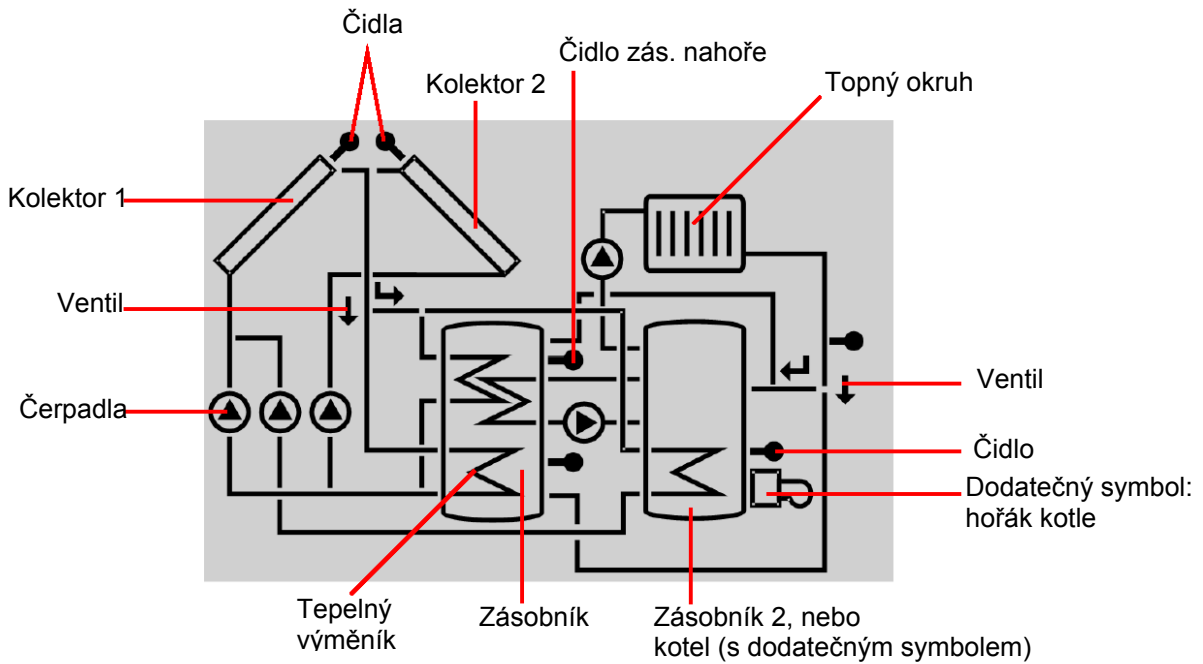 Čidla
Čidlo zás. nahoře
Kolektor 2
Topný okruh
Kolektor 1
Ventil
Ventil
Čerpadla
Čidlo
Dodatečný symbol:
hořák kotle
Tepelný
výměník
Zásobník
Zásobník 2, nebo
kotel (s dodatečným symbolem)